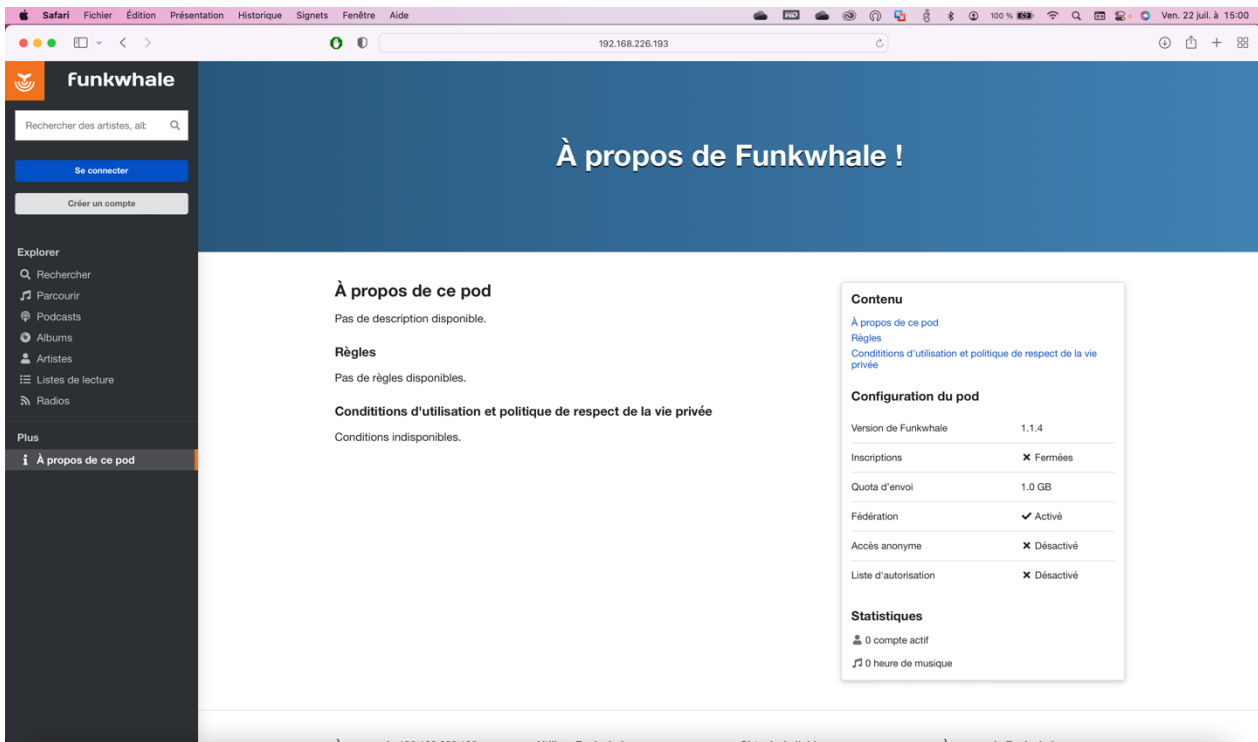 Safari Fichier Édition Présentation Historique Signets Fenêtre Aide 100 % Ven. 22 juil. à 15:00
192.168.226.193
funkwhale
Rechercher des artistes, alb
Se connecter
Créer un compte
Explorer
Rechercher
Parcourir
Podcasts
Albums
Artistes
Listes de lecture
Radios
Plus
À propos de ce pod
À propos de Funkwhale !
À propos de ce pod
Pas de description disponible.
Règles
Pas de règles disponibles.
Condititions d'utilisation et politique de respect de la vie privée
Conditions indisponibles.
Contenu
À propos de ce pod
Règles
Condititions d'utilisation et politique de respect de la vie
privée
Configuration du pod
Version de Funkwhale 1.1.4
Inscriptions Fermées
Quota d'envoi 1.0 GB
Fédération Activé
Accès anonyme Désactivé
Liste d'autorisation Désactivé
Statistiques
0 compte actif
0 heure de musique